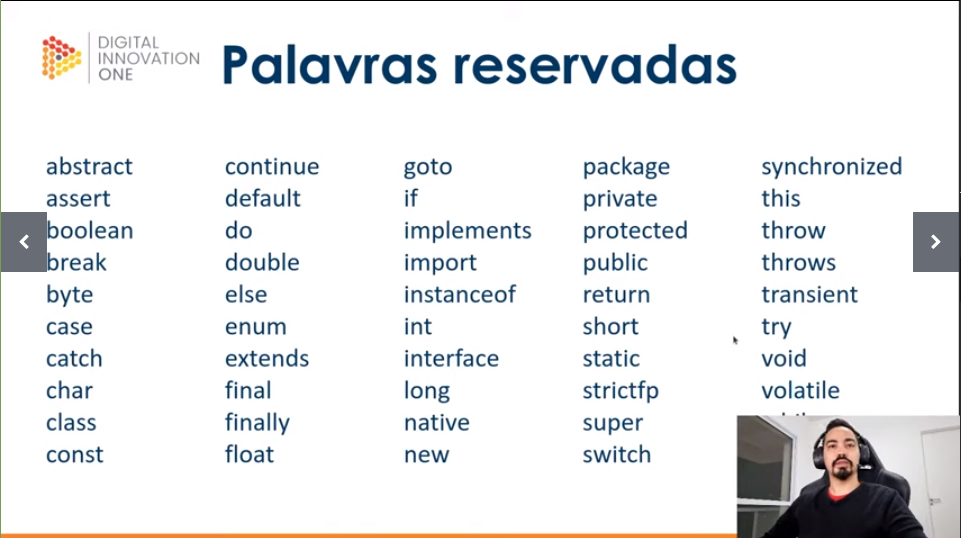 DIGITAL
INNOVATION
ONE
Palavras reservadas
abstract
assert
boolean
break
byte
case
catch
char
class
const
continue
default
do
double
else
enum
extends
final
finally
float
goto
if
implements
import
instanceof
int
interface
long
native
new
package
private
protected
public
return
short
static
strictfp
super
switch
synchronized
this
throw
throws
transient
try
void
volatile